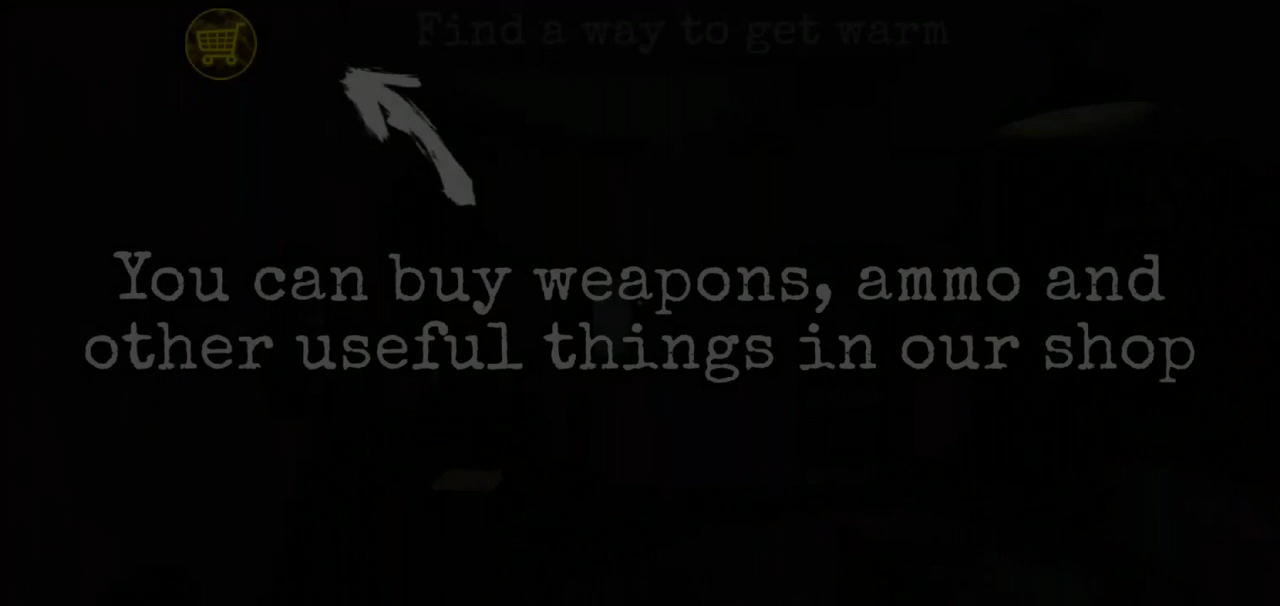 Find a way to get warm
You can buy weapons, ammo and
other useful things in our shop